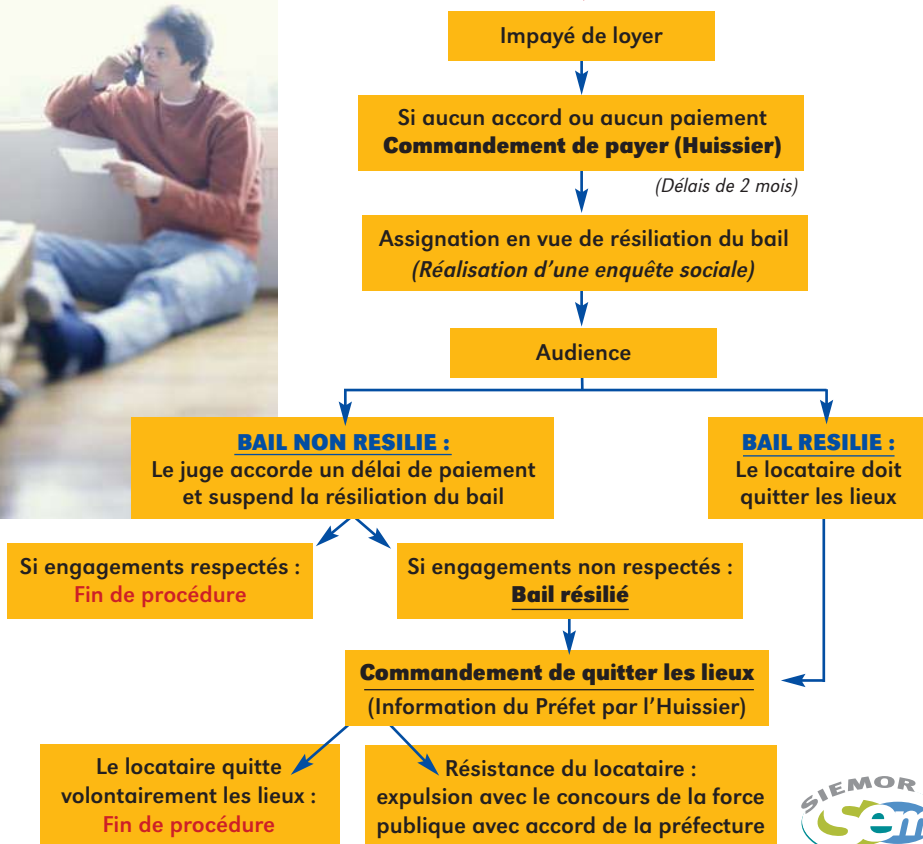 Impayé de loyer
Si aucun accord ou aucun paiement
Commandement de payer (Huissier)
(Délais de 2 mois)
Assignation en vue de résiliation du bail
(Réalisation d'une enquête sociale)
Audience
BAIL NON RESILIE :
Le juge accorde un délai de paiement
et suspend la résiliation du bail
BAIL RESILIE :
Le locataire doit
quitter les lieux
Si engagements respectés :
Fin de procédure
Si engagements non respectés :
Bail résilié
Commandement de quitter les lieux
(Information du Préfet par l'Huissier)
Le locataire quitte
volontairement les lieux :
Fin de procédure
Résistance du locataire :
expulsion avec le concours de la force
publique avec accord de la préfecture
SIEMOR
sem